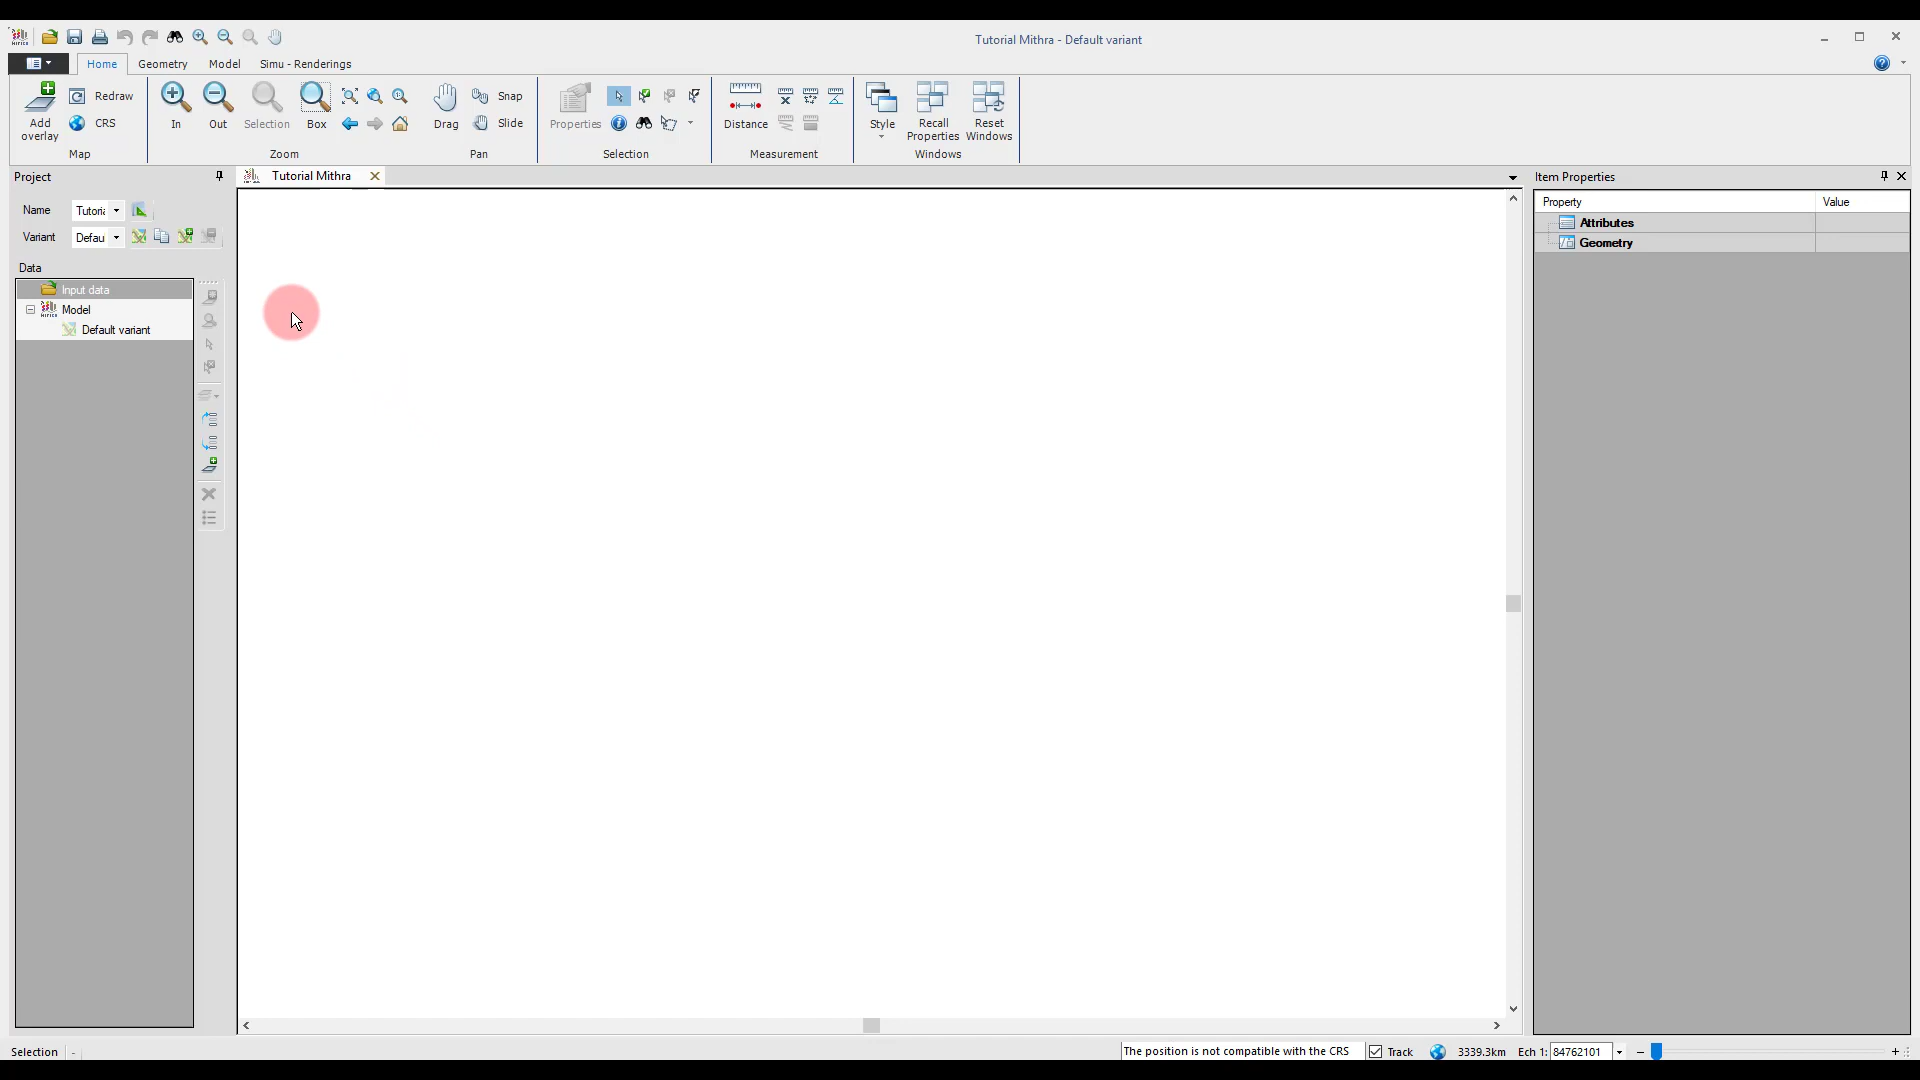 Tutorial Mithra - Default variant
Home Geometry Model Simu - Renderings
Add overlay Redraw CRS Map
In Out Selection Box Zoom
Drag Snap Slide Pan
Properties Selection
Distance Measurement
Style Recall Properties Reset Windows Windows
Project
Name Tutoria
Variant Defau
Data
Input data
Model
Default variant
Tutorial Mithra
Item Properties
Property Value
Attributes
Geometry
Selection -
The position is not compatible with the CRS Track 3339.3km Ech 1: 84762101